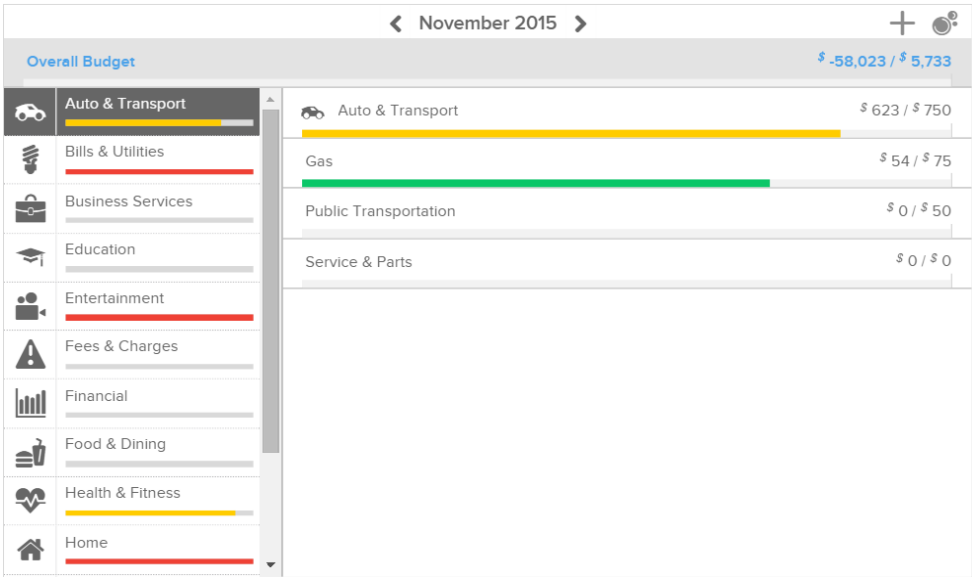 November 2015
Overall Budget $ -58,023 / $ 5,733
Auto & Transport
Bills & Utilities
Business Services
Education
Entertainment
Fees & Charges
Financial
Food & Dining
Health & Fitness
Home
Auto & Transport $ 623 / $ 750
Gas $ 54 / $ 75
Public Transportation $ 0 / $ 50
Service & Parts $ 0 / $ 0